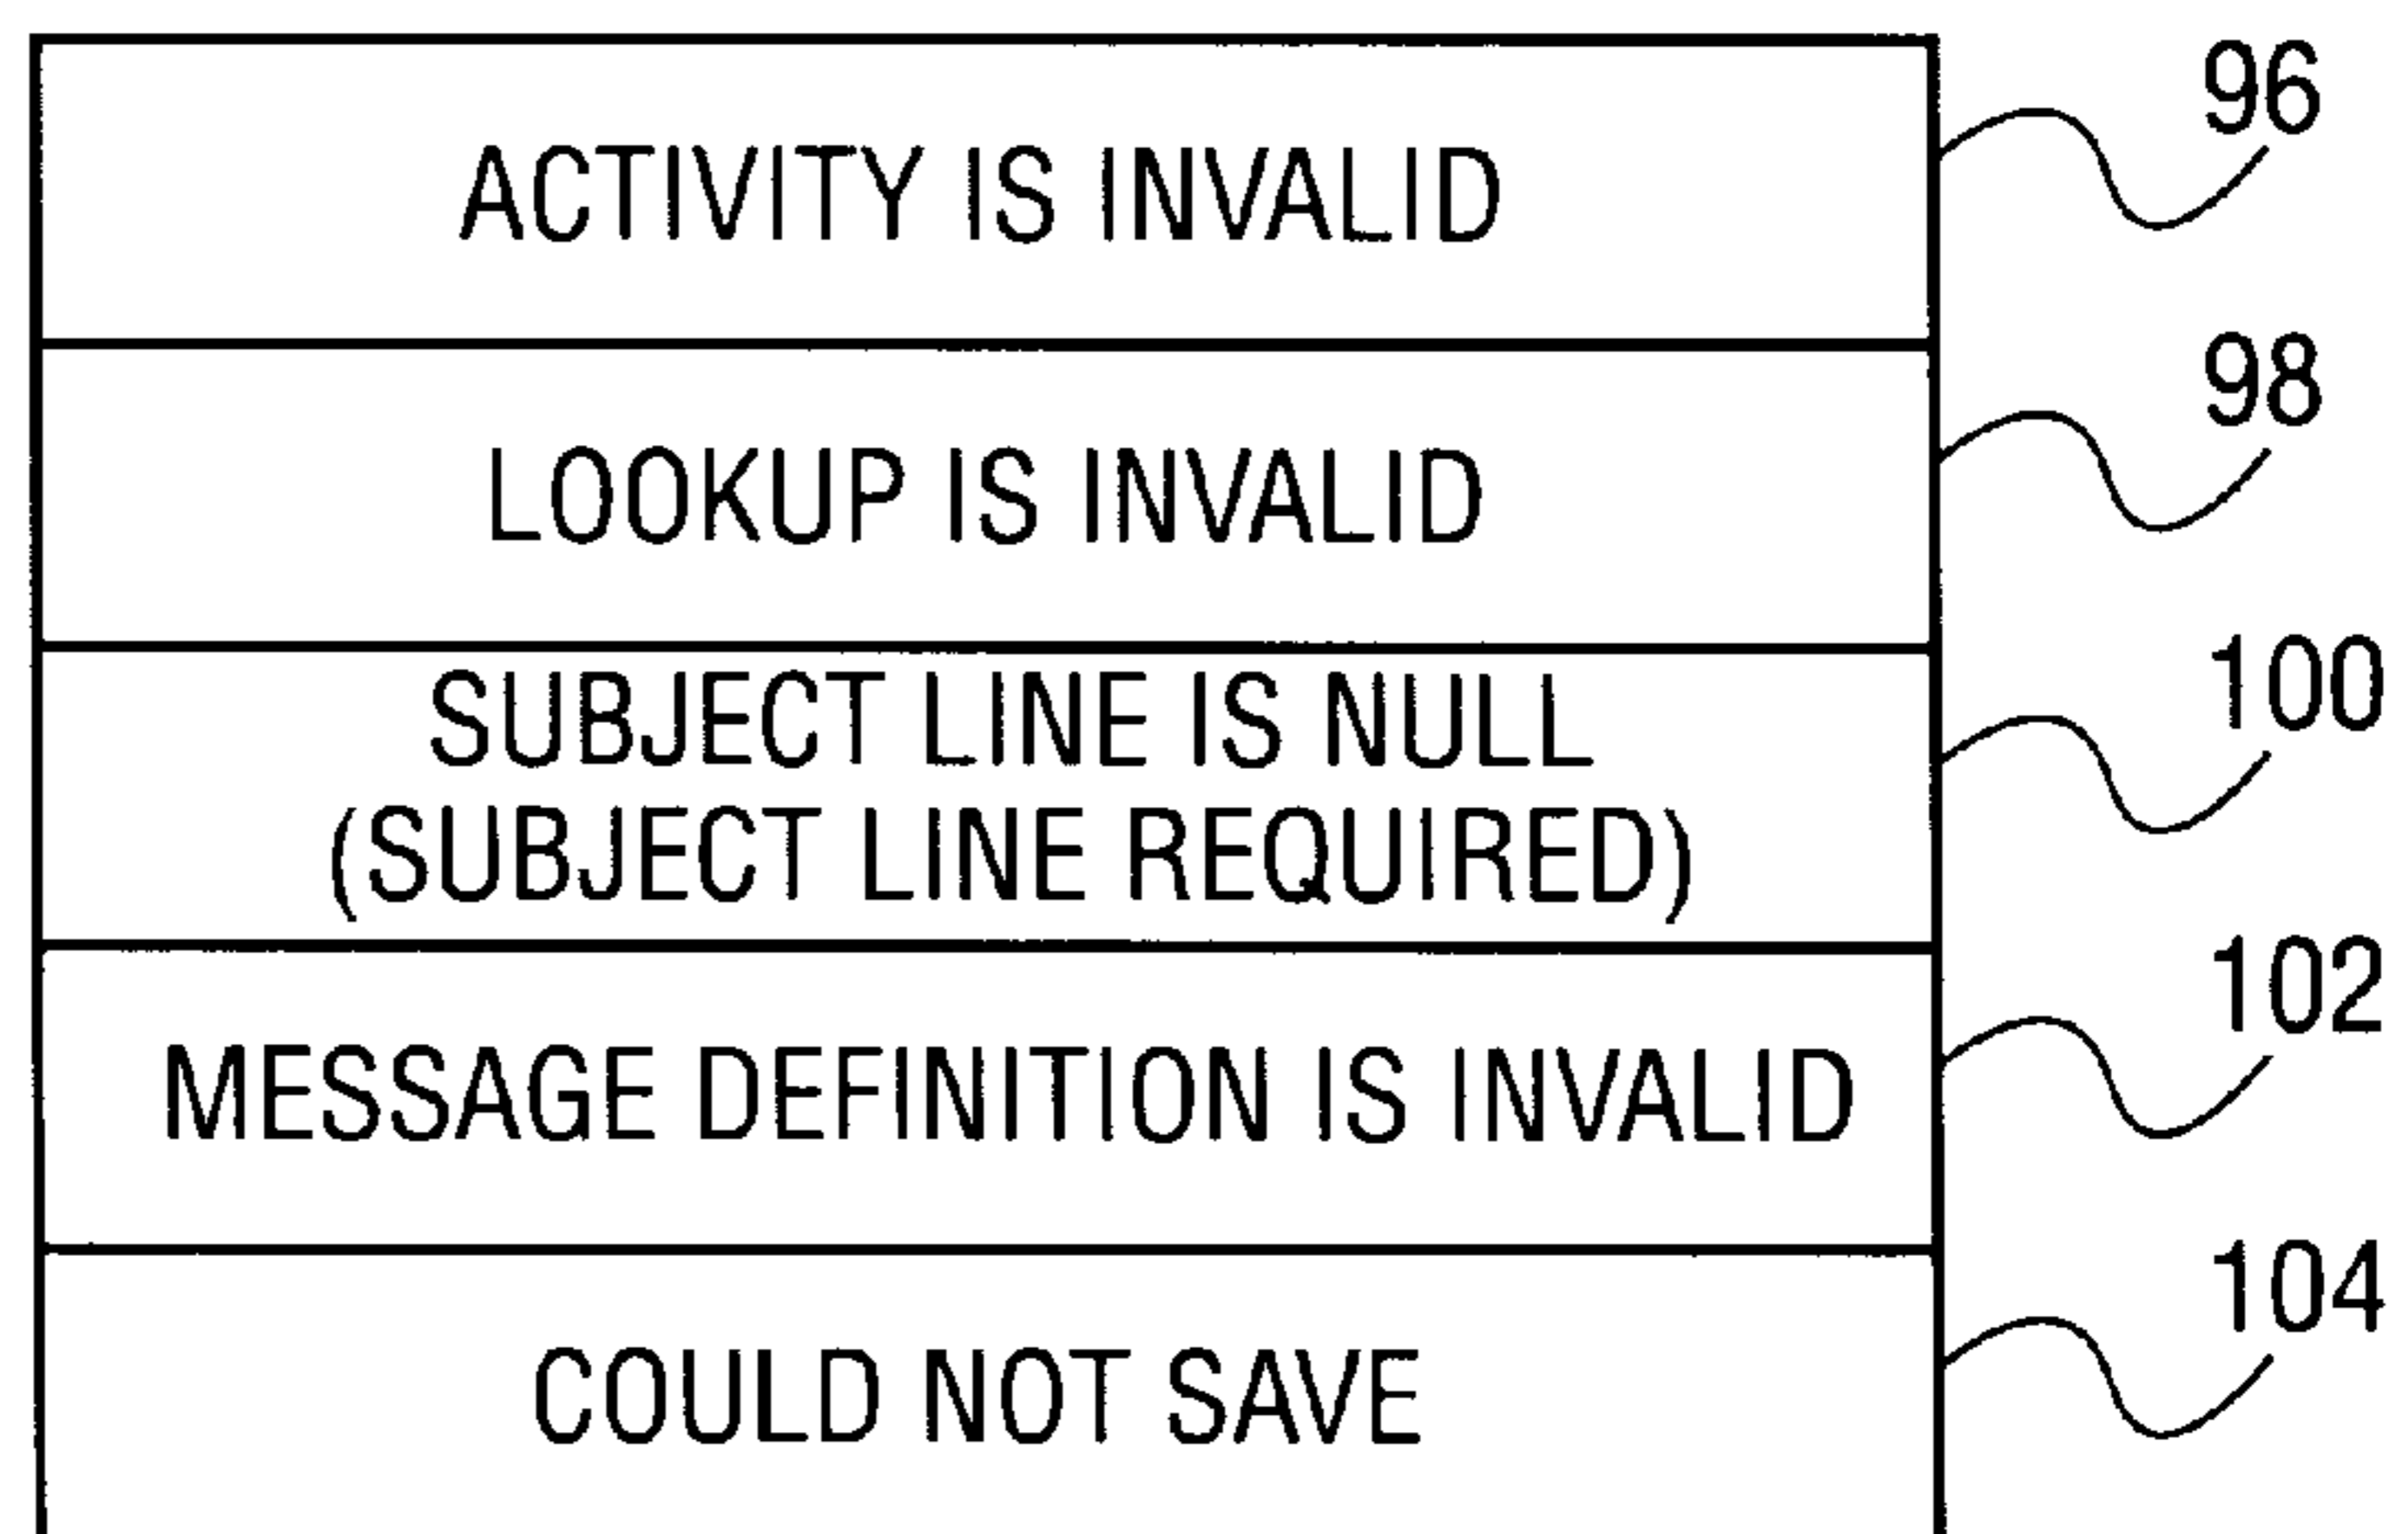 ACTIVITY IS INVALID
96
LOOKUP IS INVALID
98
SUBJECT LINE IS NULL
(SUBJECT LINE REQUIRED)
100
MESSAGE DEFINITION IS INVALID
102
COULD NOT SAVE
104